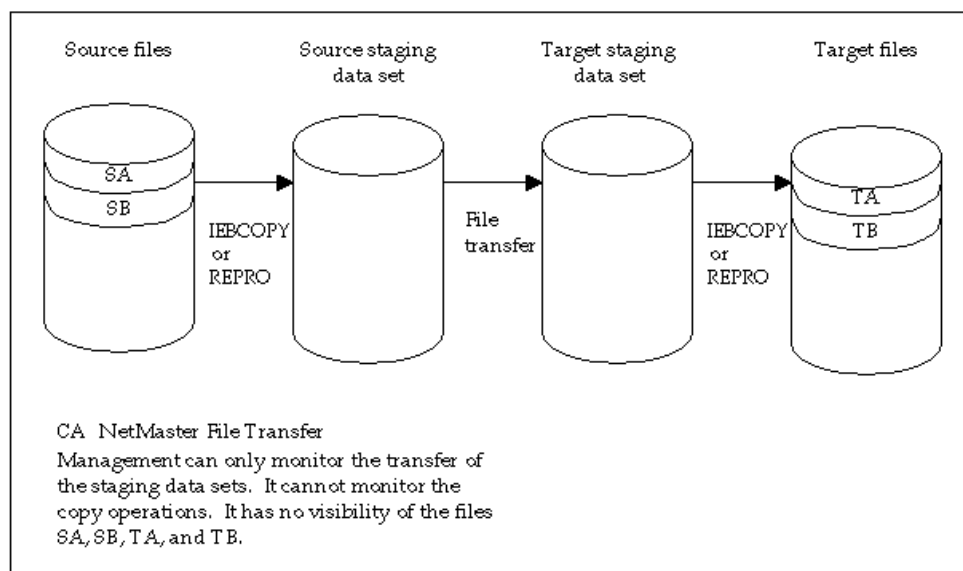 Source files
Source staging
data set
Target staging
data set
Target files
SA
SB
IEBCOPY
or
REPRO
File
transfer
IEBCOPY
or
REPRO
TA
TB
CA NetMaster File Transfer
Management can only monitor the transfer of
the staging data sets. It cannot monitor the
copy operations. It has no visibility of the files
SA, SB, TA, and TB.